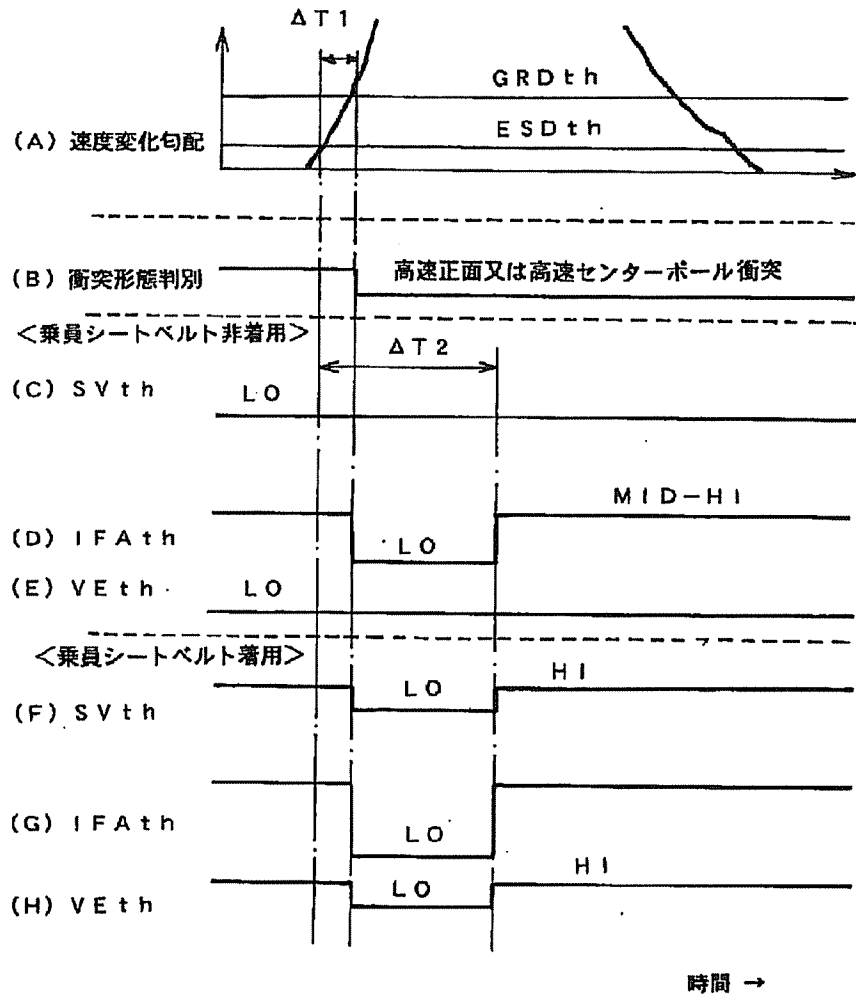 ΔT1
GRDth
ESDth
(A) 速度変化勾配
(B) 衝突形態判別
高速正面又は高速センターポール衝突
<乗員シートベルト非着用>
ΔT2
(C) SVth
LO
MID-HI
(D) IFAth
LO
(E) VEth
LO
<乗員シートベルト着用>
HI
LO
(F) SVth
(G) IFAth
LO
HI
LO
(H) VEth
時間 →